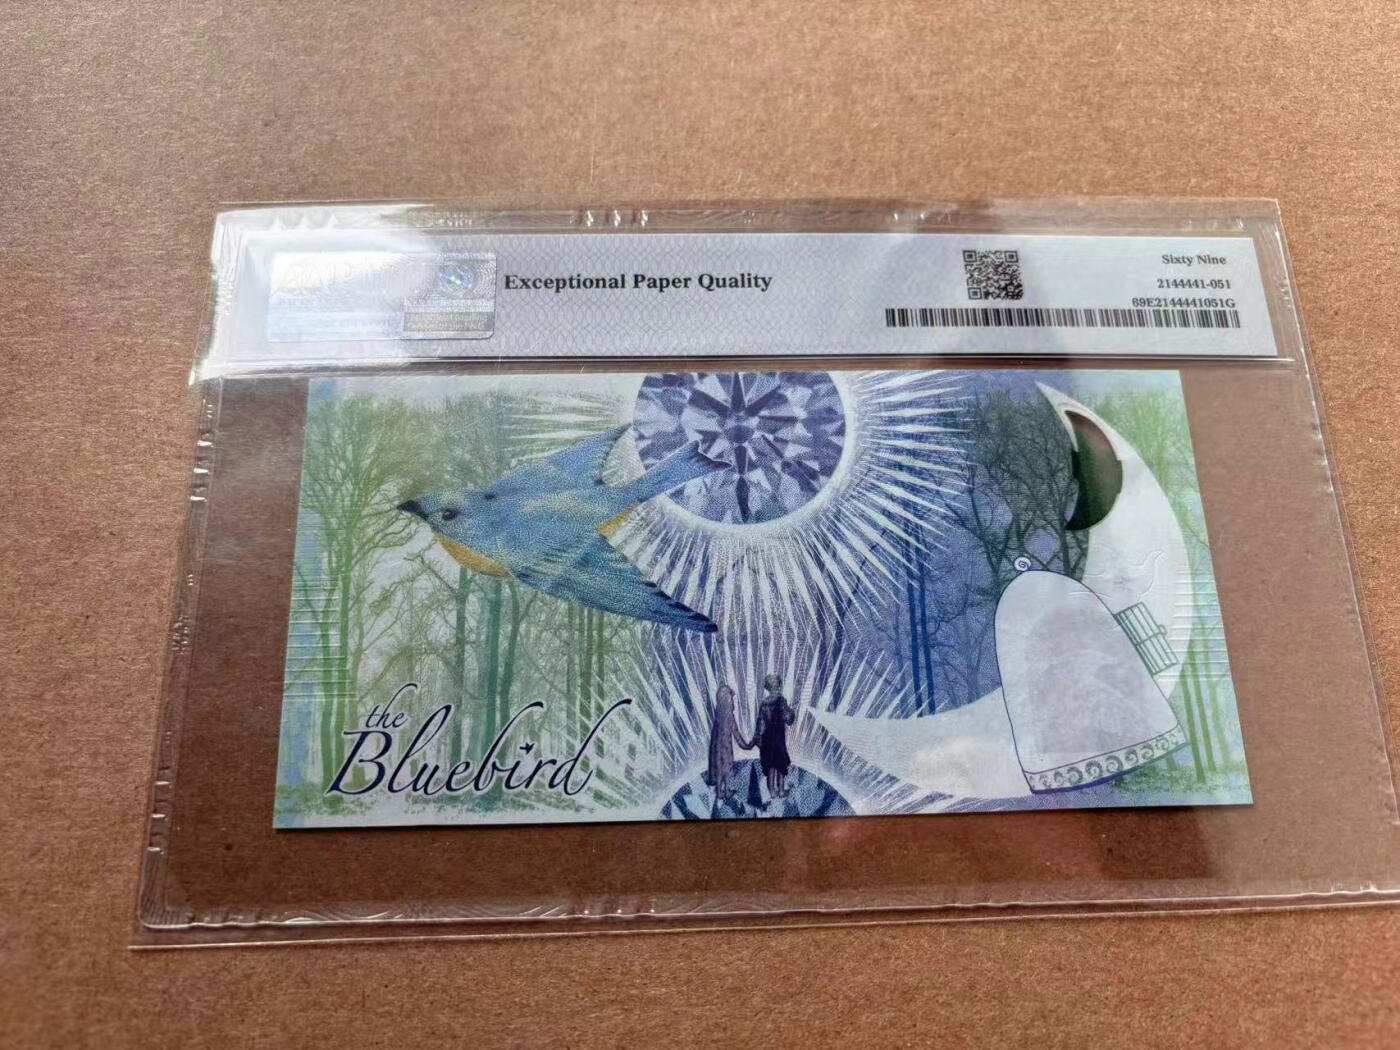 Exceptional Paper Quality
Sixty Nine
2144441-051
69E2144441051G
the
Bluebird